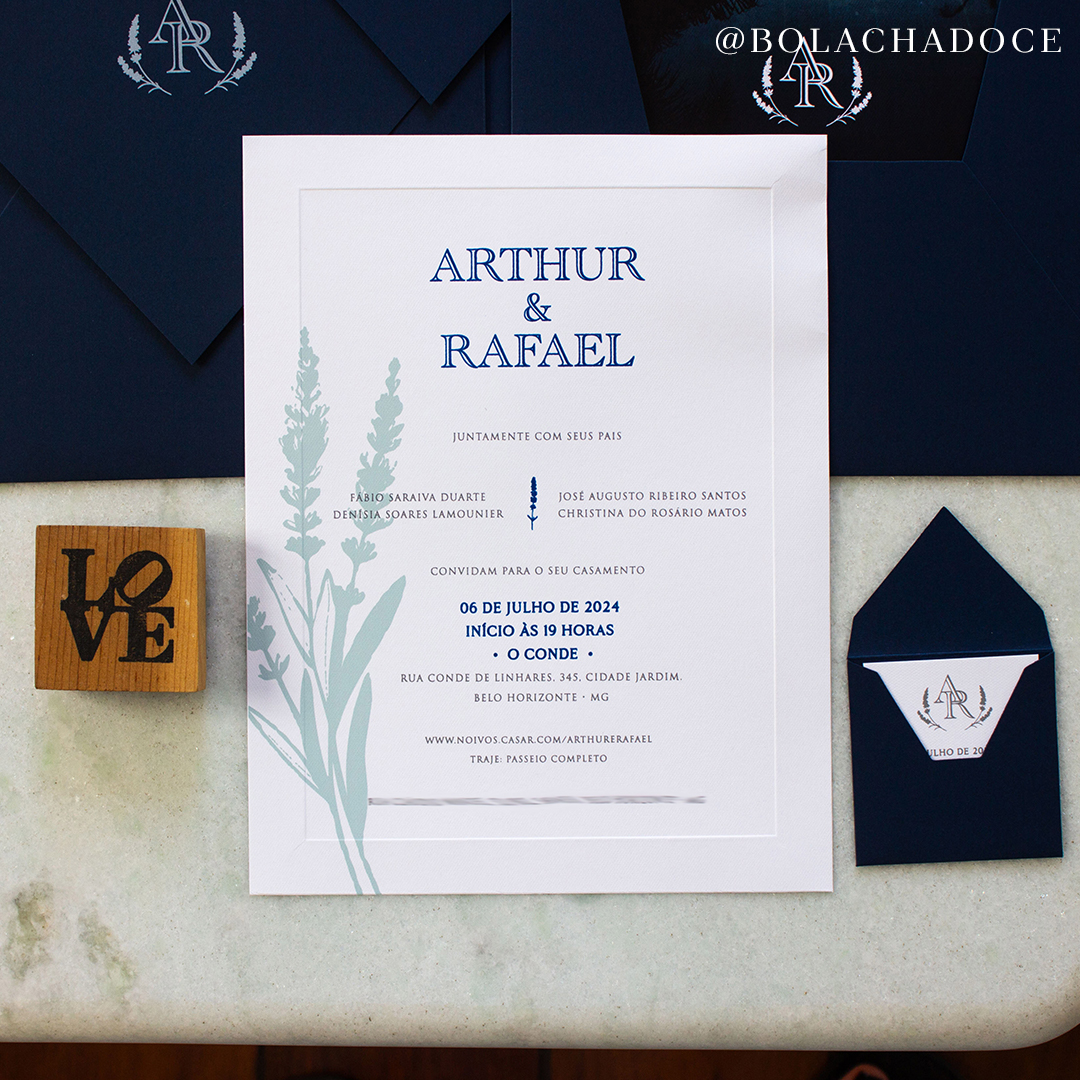 @BOLACHADOCE
AR
AR
ARTHUR
&
RAFAEL
JUNTAMENTE COM SEUS PAIS
FÁBIO SARAIVA DUARTE
DENÍSIA SOARES LAMOUNIER
JOSÉ AUGUSTO RIBEIRO SANTOS
CHRISTINA DO ROSÁRIO MATOS
CONVIDAM PARA O SEU CASAMENTO
06 DE JULHO DE 2024
INÍCIO ÀS 19 HORAS
• O CONDE •
RUA CONDE DE LINHARES, 345, CIDADE JARDIM,
BELO HORIZONTE • MG
WWW.NOIVOS.CASAR.COM/ARTHURERAFAEL
TRAJE: PASSEIO COMPLETO
LO
VE
AR
ULHO DE 20